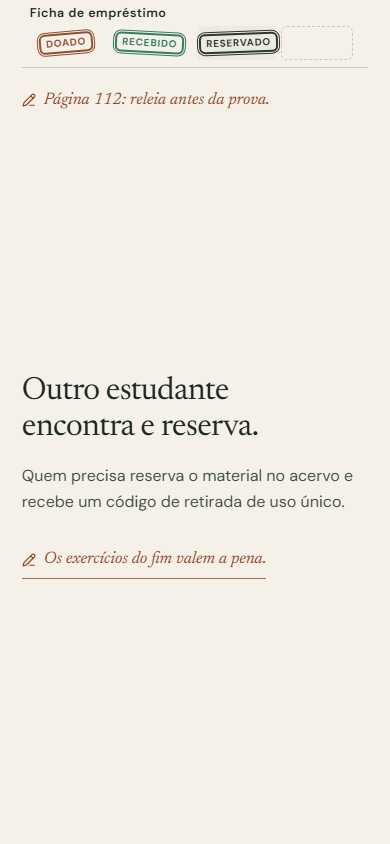 Ficha de empréstimo
DOADO RECEBIDO RESERVADO
Página 112: releia antes da prova.
Outro estudante
encontra e reserva.
Quem precisa reserva o material no acervo e
recebe um código de retirada de uso único.
Os exercícios do fim valem a pena.